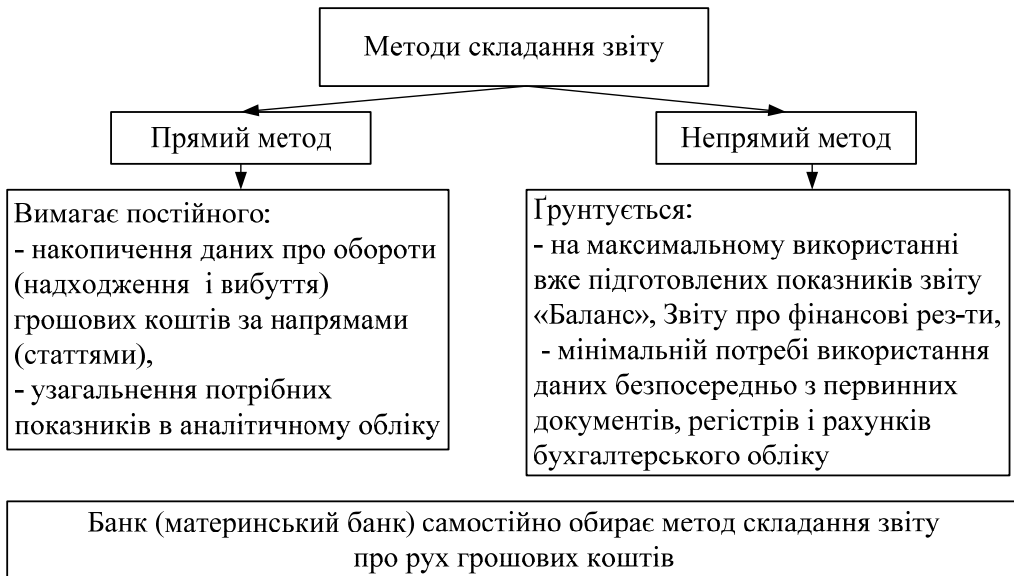 Методи складання звіту
Прямий метод
Непрямий метод
Вимагає постійного:
- накопичення даних про обороти
(надходження і вибуття)
грошових коштів за напрямами
(статтями),
- узагальнення потрібних
показників в аналітичному обліку
Ґрунтується:
- на максимальному використанні
вже підготовлених показників звіту
«Баланс», Звіту про фінансові рез-ти,
- мінімальній потребі використання
даних безпосередньо з первинних
документів, регістрів і рахунків
бухгалтерського обліку
Банк (материнський банк) самостійно обирає метод складання звіту
про рух грошових коштів